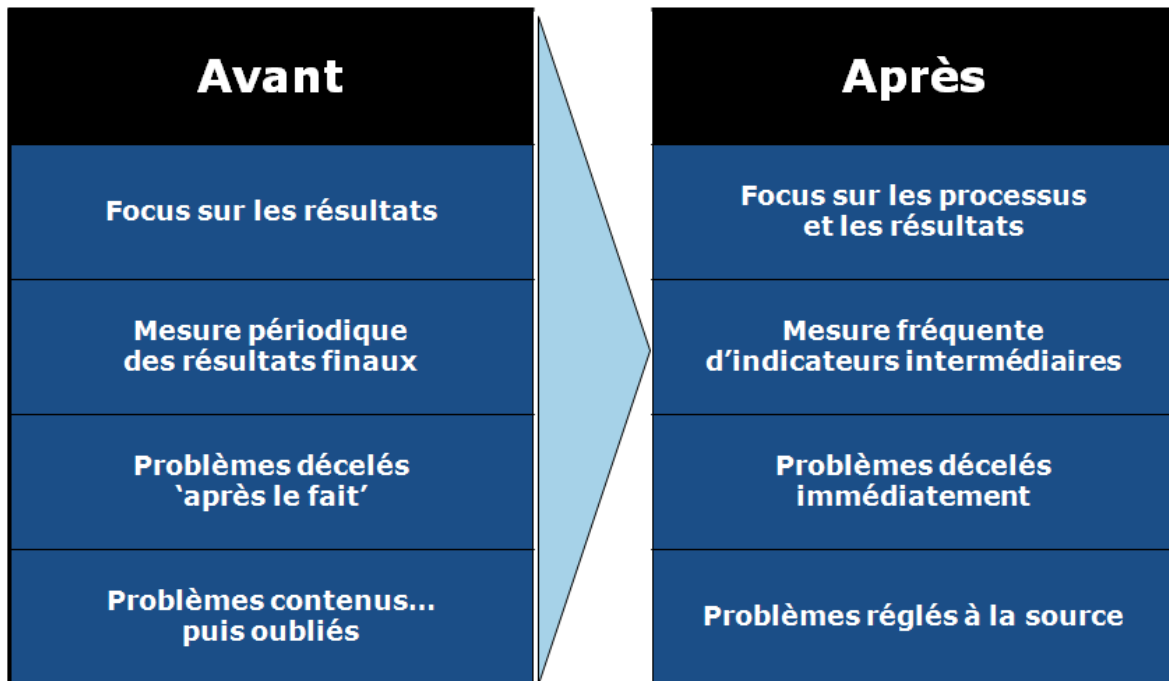 Avant
Après
Focus sur les résultats
Focus sur les processus
et les résultats
Mesure périodique
des résultats finaux
Mesure fréquente
d’indicateurs intermédiaires
Problèmes décelés
‘après le fait’
Problèmes décelés
immédiatement
Problèmes contenus…
puis oubliés
Problèmes réglés à la source